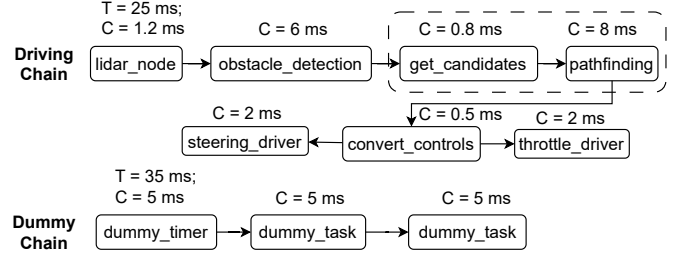 T = 25 ms;
C = 1.2 ms
C = 6 ms
C = 0.8 ms
C = 8 ms
Driving
Chain
lidar_node
obstacle_detection
get_candidates
pathfinding
C = 2 ms
C = 0.5 ms
C = 2 ms
steering_driver
convert_controls
throttle_driver
T = 35 ms;
C = 5 ms
C = 5 ms
C = 5 ms
Dummy
Chain
dummy_timer
dummy_task
dummy_task